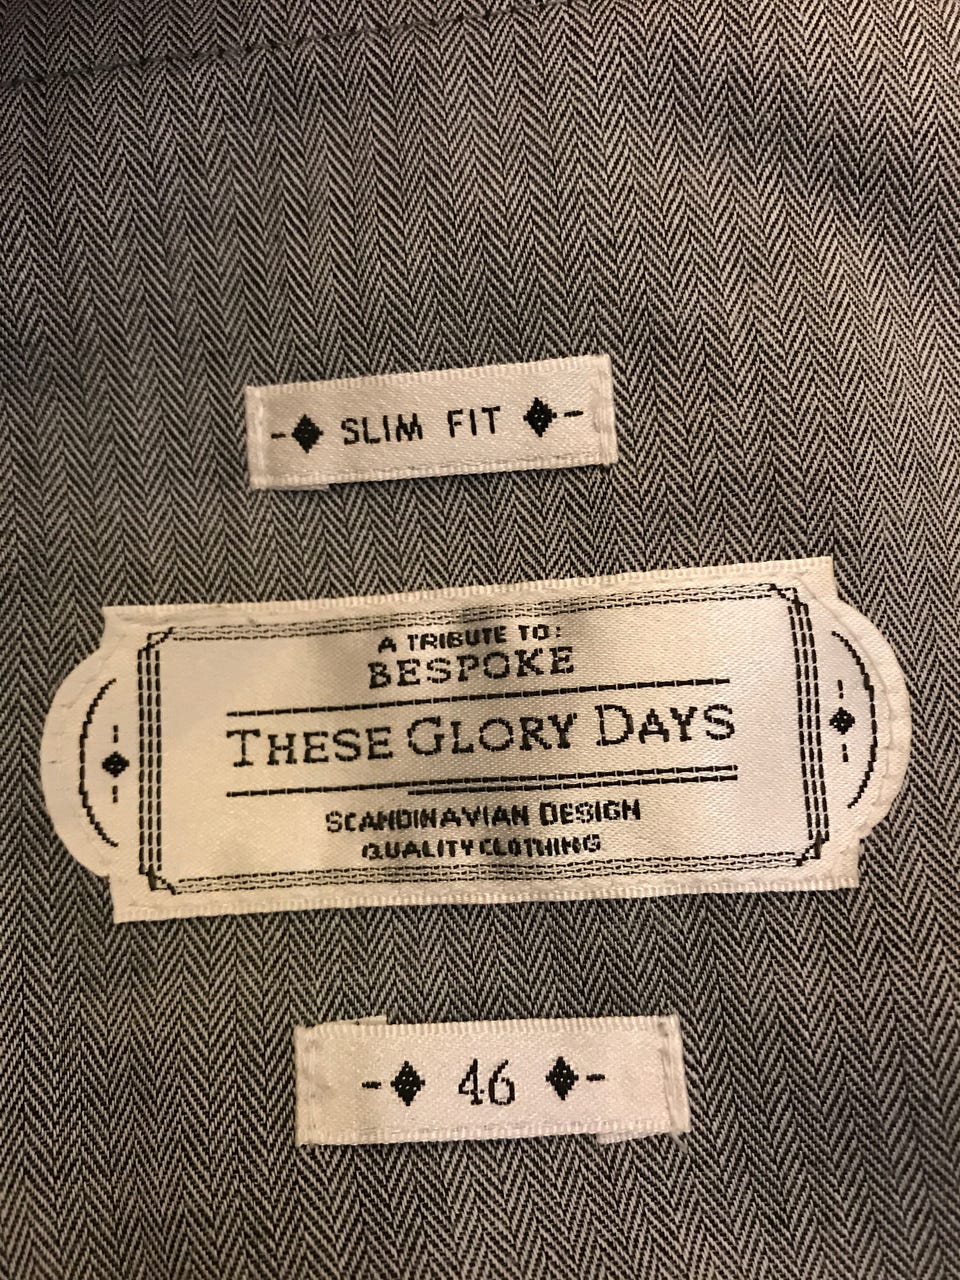 SLIM FIT
A TRIBUTE TO:
BESPOKE
THESE GLORY DAYS
SCANDINAVIAN DESIGN
QUALITY CLOTHING
46